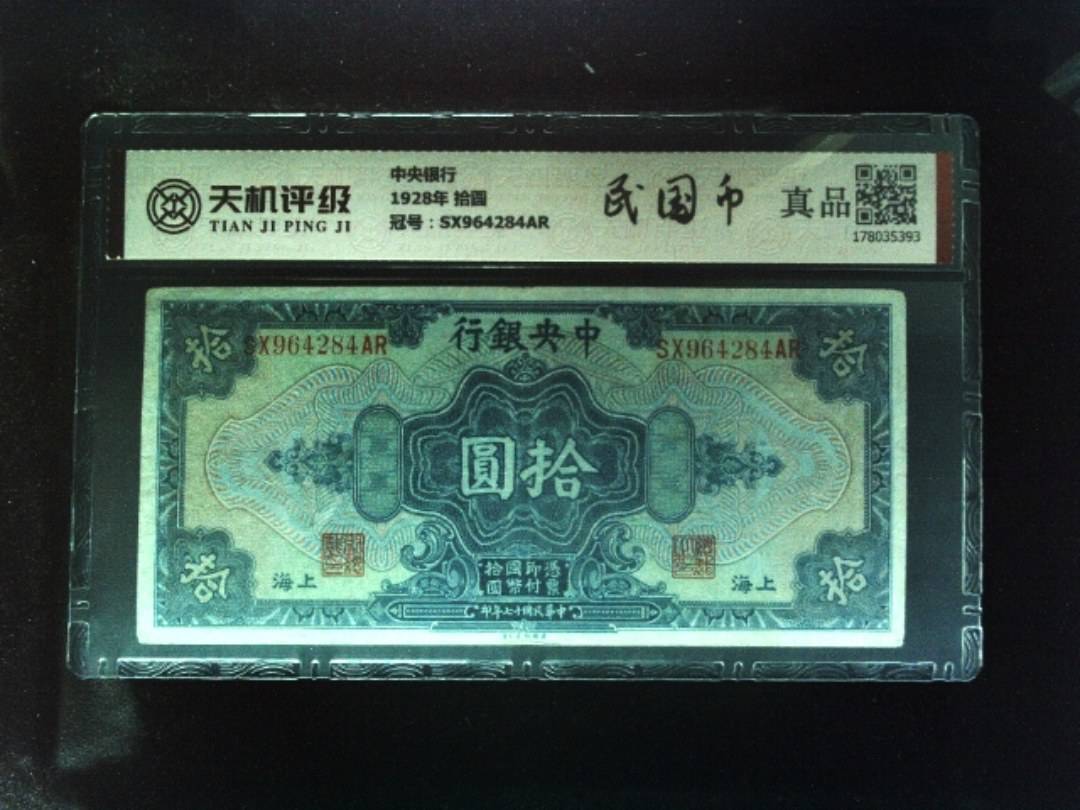 天机评级
TIAN JI PING JI
中央银行
1928年 拾圆
冠号：SX964284AR
民国币
真品
178035393
行銀央中
拾
SX964284AR
SX964284AR
拾
圓拾
憑票
即付
國幣
拾圓
拾
海上
海上
拾
印年七十國民華中